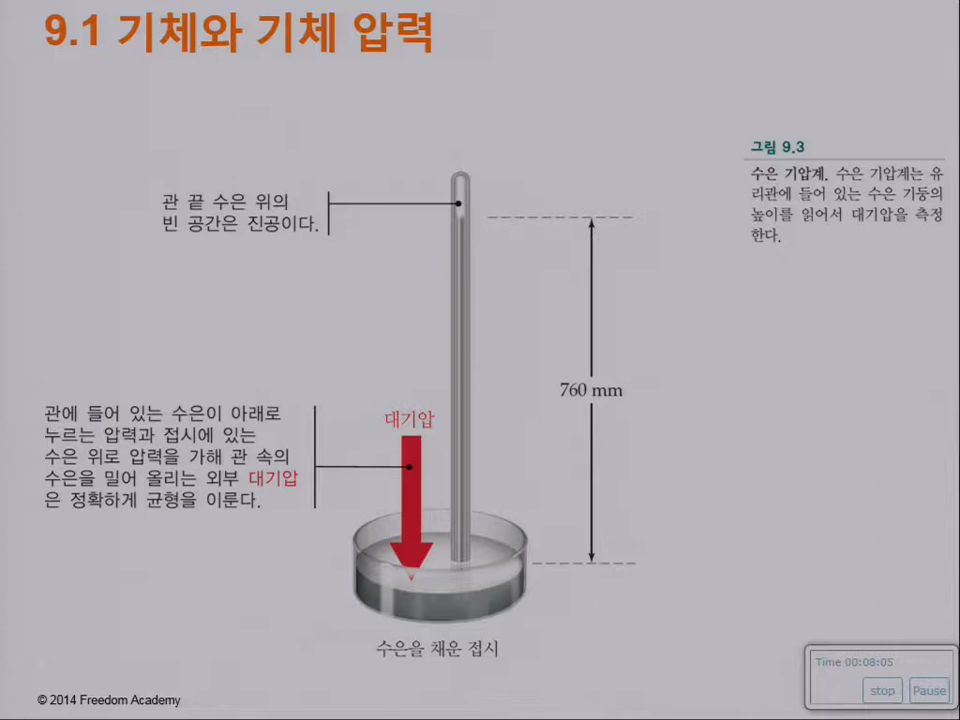 9.1 기체와 기체 압력
관 끝 수은 위의
빈 공간은 진공이다.
그림 9.3
수은 기압계. 수은 기압계는 유
리관에 들어 있는 수은 기둥의
높이를 읽어서 대기압을 측정
한다.
760 mm
관에 들어 있는 수은이 아래로
누르는 압력과 접시에 있는
수은 위로 압력을 가해 관 속의
수은을 밀어 올리는 외부 대기압
은 정확하게 균형을 이룬다.
대기압
수은을 채운 접시
Time 00:08:05
stop Pause
© 2014 Freedom Academy